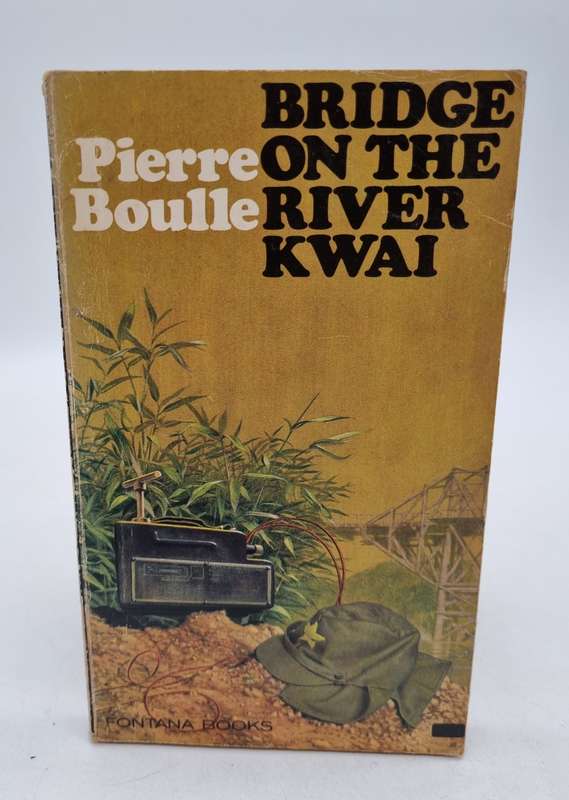 Pierre
Boulle
BRIDGE
ON THE
RIVER
KWAI
FONTANA BOOKS